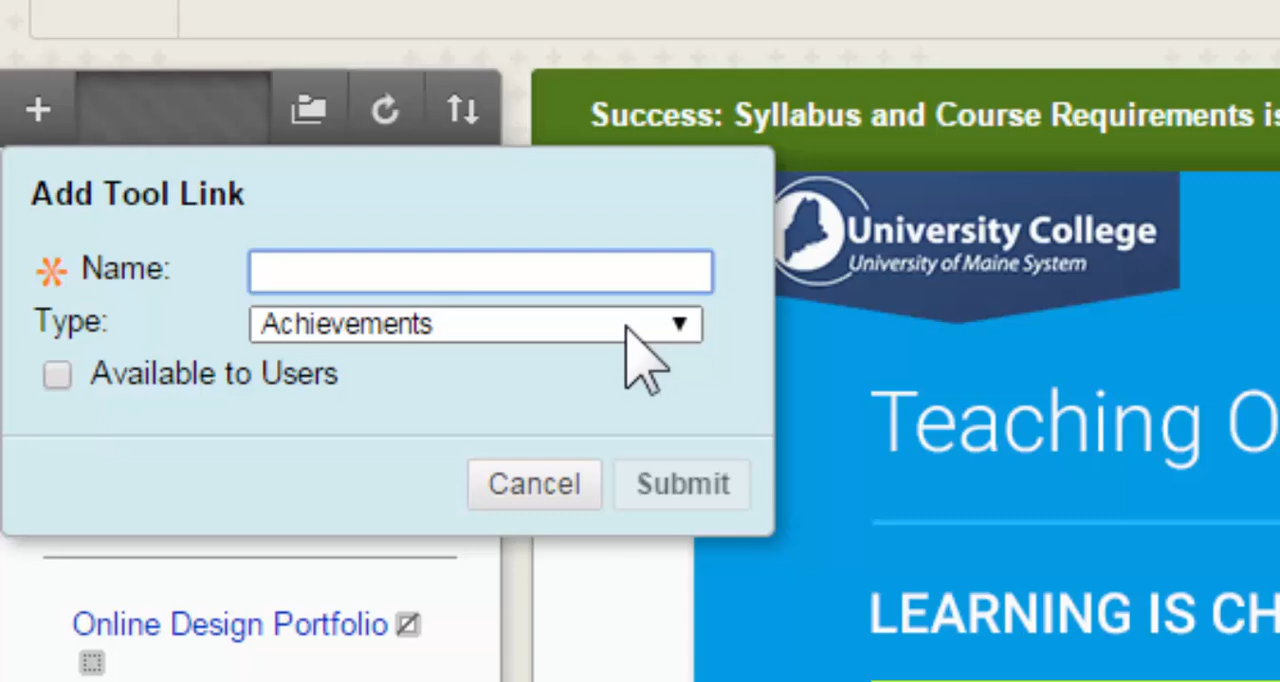 Success: Syllabus and Course Requirements is
Add Tool Link
Name:
Type:
Achievements
Available to Users
Cancel
Submit
University College
University of Maine System
Teaching O
LEARNING IS CH
Online Design Portfolio